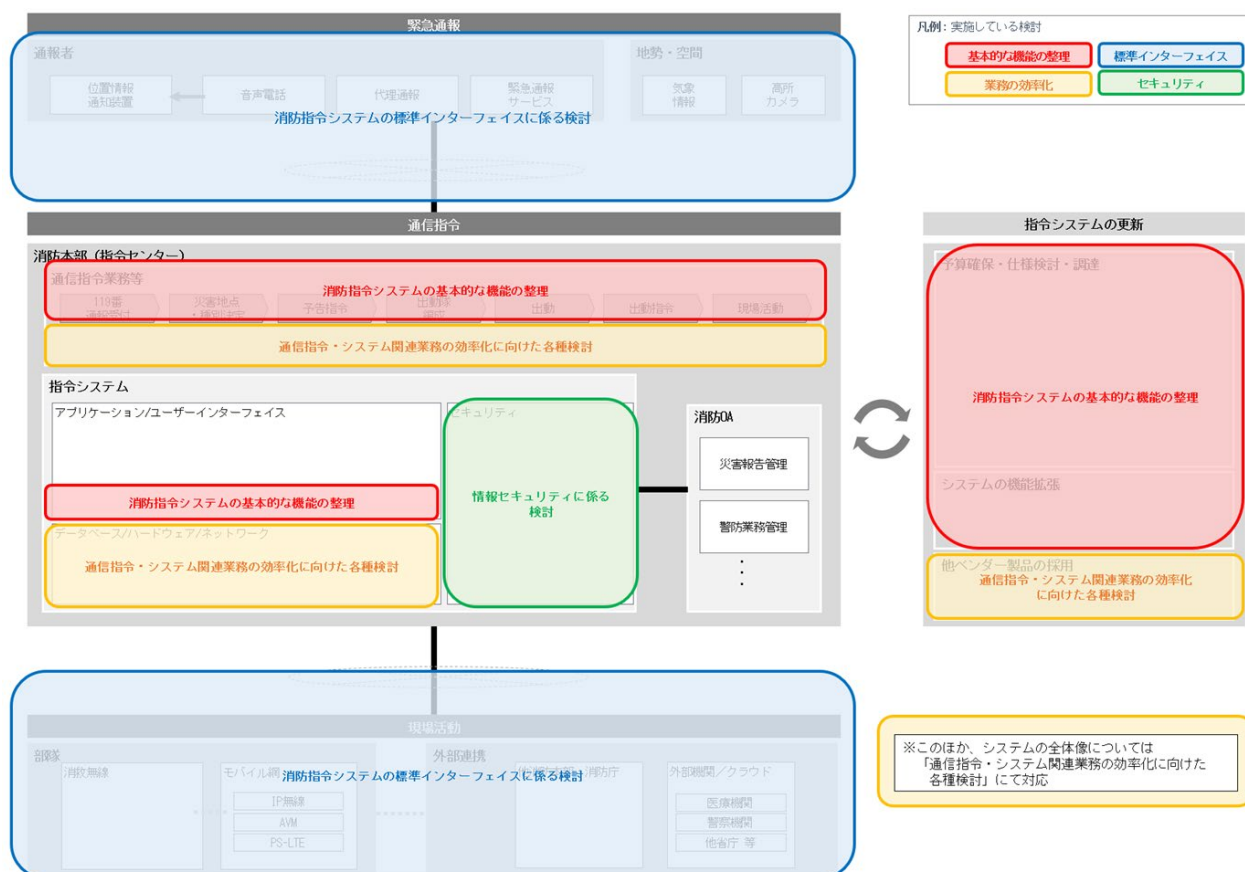 緊急通報
凡例：実施している検討
基本的な機能の整理
標準インターフェイス
業務の効率化
セキュリティ
通報者
地勢・空間
位置情報
通知装置
音声電話
代理通報
緊急通報
サービス
気象
情報
高所
カメラ
消防指令システムの標準インターフェイスに係る検討
通信指令
指令システムの更新
消防本部（指令センター）
通信指令業務等
消防指令システムの基本的な機能の整理
119番
通報受付
災害地点
・種別決定
予告指令
出動隊
編成
出動
出動指令
現場活動
通信指令・システム関連業務の効率化に向けた各種検討
指令システム
アプリケーション/ユーザーインターフェイス
セキュリティ
消防指令システムの基本的な機能の整理
データベース/ハードウェア/ネットワーク
通信指令・システム関連業務の効率化に向けた各種検討
情報セキュリティに係る
検討
消防OA
災害報告管理
警防業務管理
・
・
・
予算確保・仕様検討・調達
消防指令システムの基本的な機能の整理
システムの機能拡張
他ベンダー製品の採用
通信指令・システム関連業務の効率化
に向けた各種検討
現場活動
部隊
外部連携
消救無線
モバイル網
消防庁
外部機関／クラウド
消防指令システムの標準インターフェイスに係る検討
IP無線
AVM
PS-LTE
医療機関
警察機関
他省庁 等
※このほか、システムの全体像については
「通信指令・システム関連業務の効率化に向けた
各種検討」にて対応